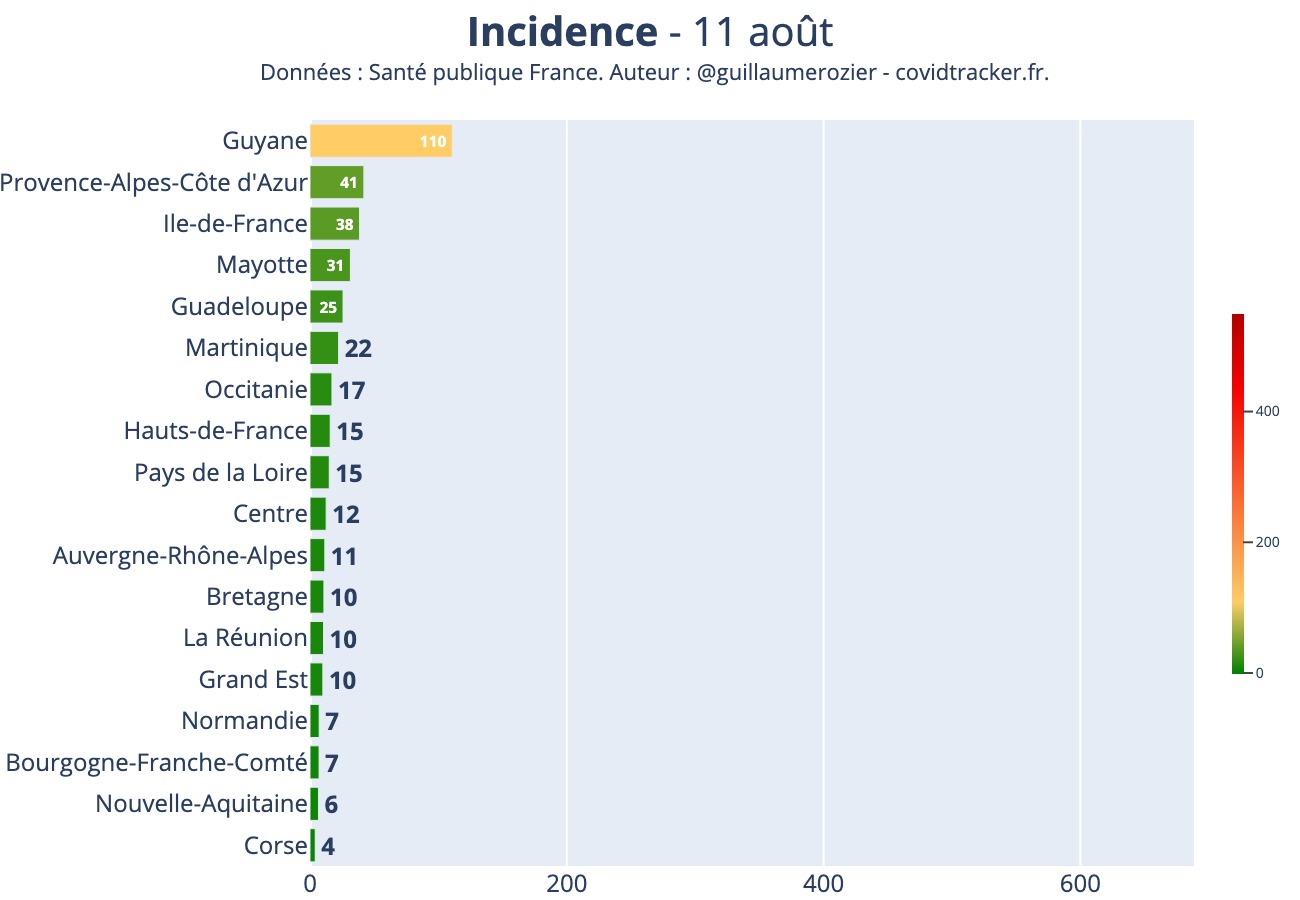 Incidence - 11 août
Données : Santé publique France. Auteur : @guillaumerozier - covidtracker.fr.
Guyane 110
Provence-Alpes-Côte d'Azur 41
Ile-de-France 38
Mayotte 31
Guadeloupe 25
Martinique 22
Occitanie 17
Hauts-de-France 15
Pays de la Loire 15
Centre 12
Auvergne-Rhône-Alpes 11
Bretagne 10
La Réunion 10
Grand Est 10
Normandie 7
Bourgogne-Franche-Comté 7
Nouvelle-Aquitaine 6
Corse 4
0 200 400 600
400
200
0